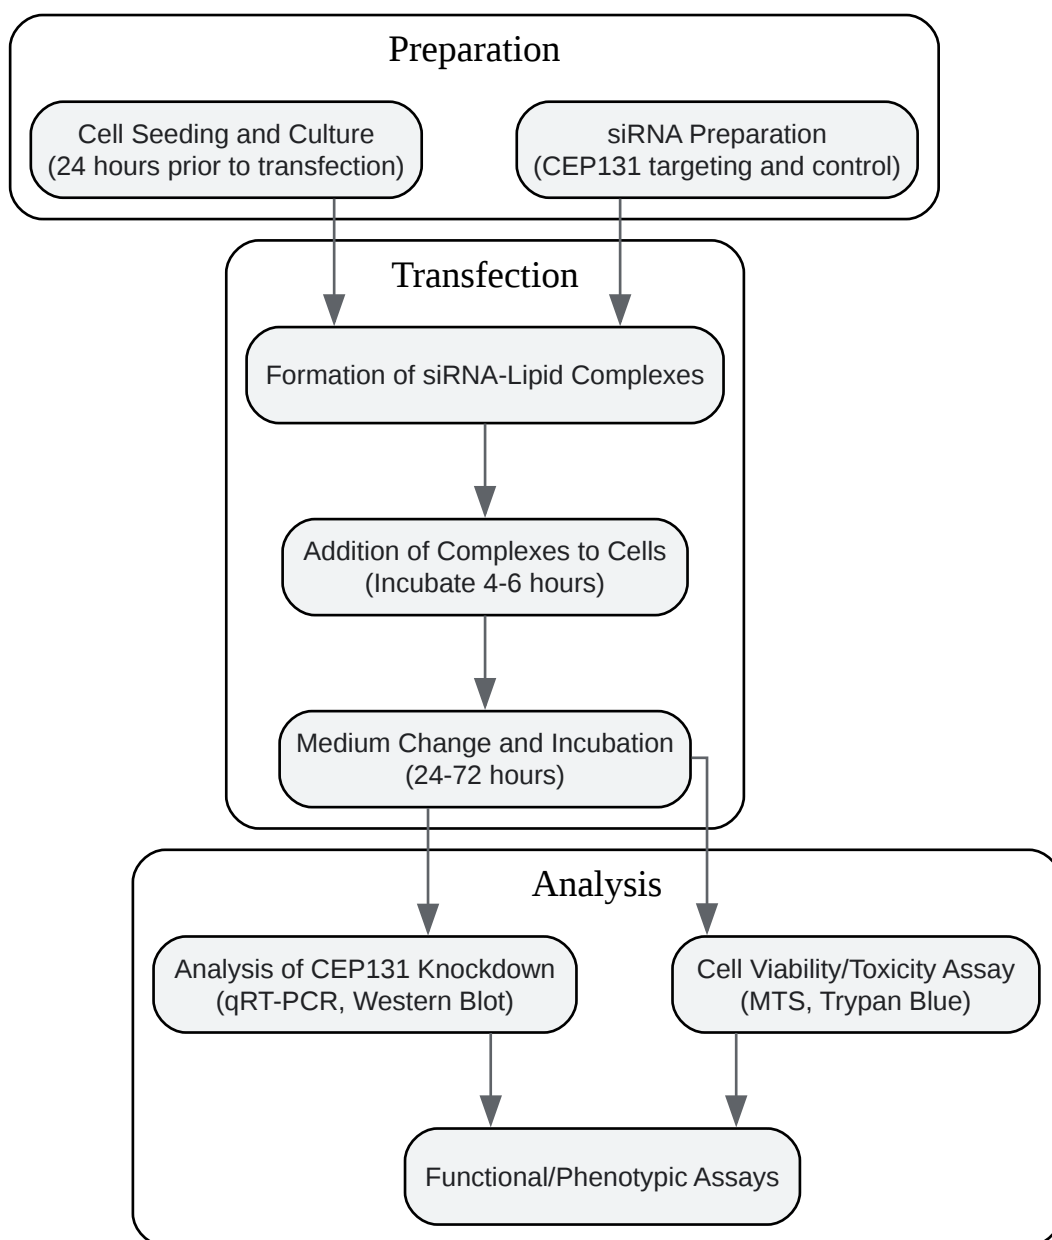 Preparation
Cell Seeding and Culture
(24 hours prior to transfection)
siRNA Preparation
(CEP131 targeting and control)
Transfection
Formation of siRNA-Lipid Complexes
Addition of Complexes to Cells
(Incubate 4-6 hours)
Medium Change and Incubation
(24-72 hours)
Analysis
Analysis of CEP131 Knockdown
(qRT-PCR, Western Blot)
Cell Viability/Toxicity Assay
(MTS, Trypan Blue)
Functional/Phenotypic Assays